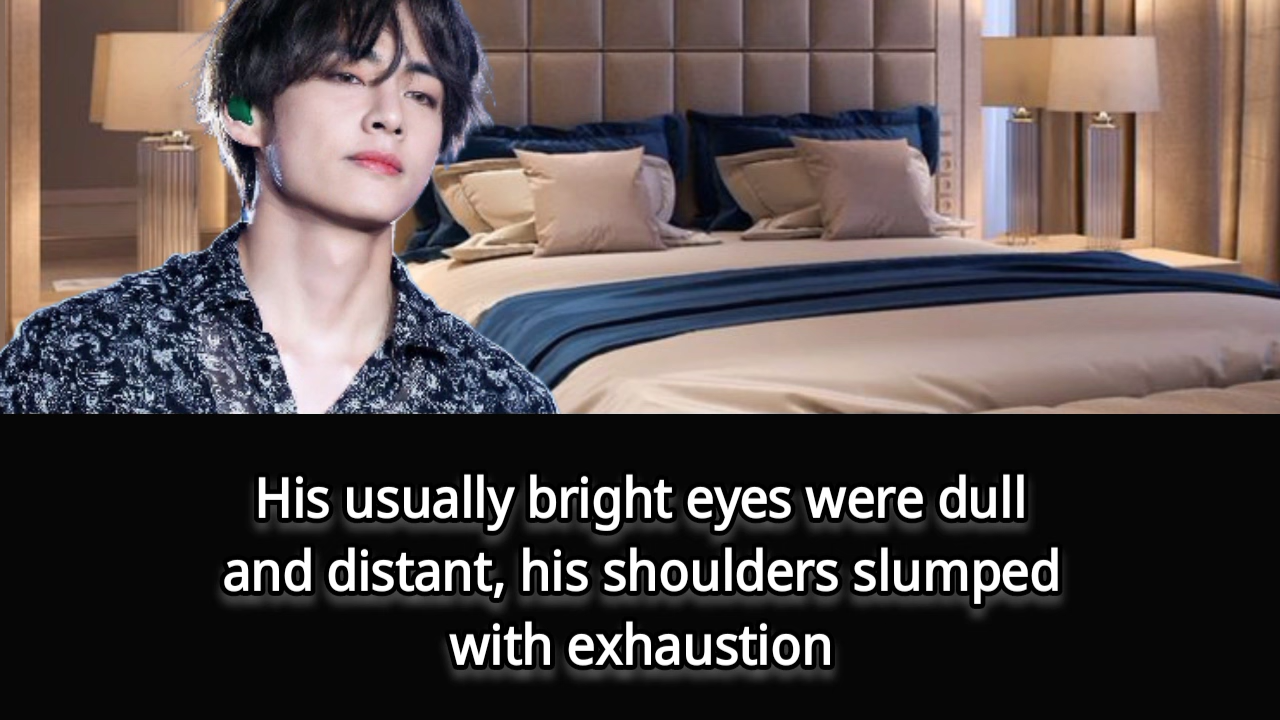 His usually bright eyes were dull
and distant, his shoulders slumped
with exhaustion